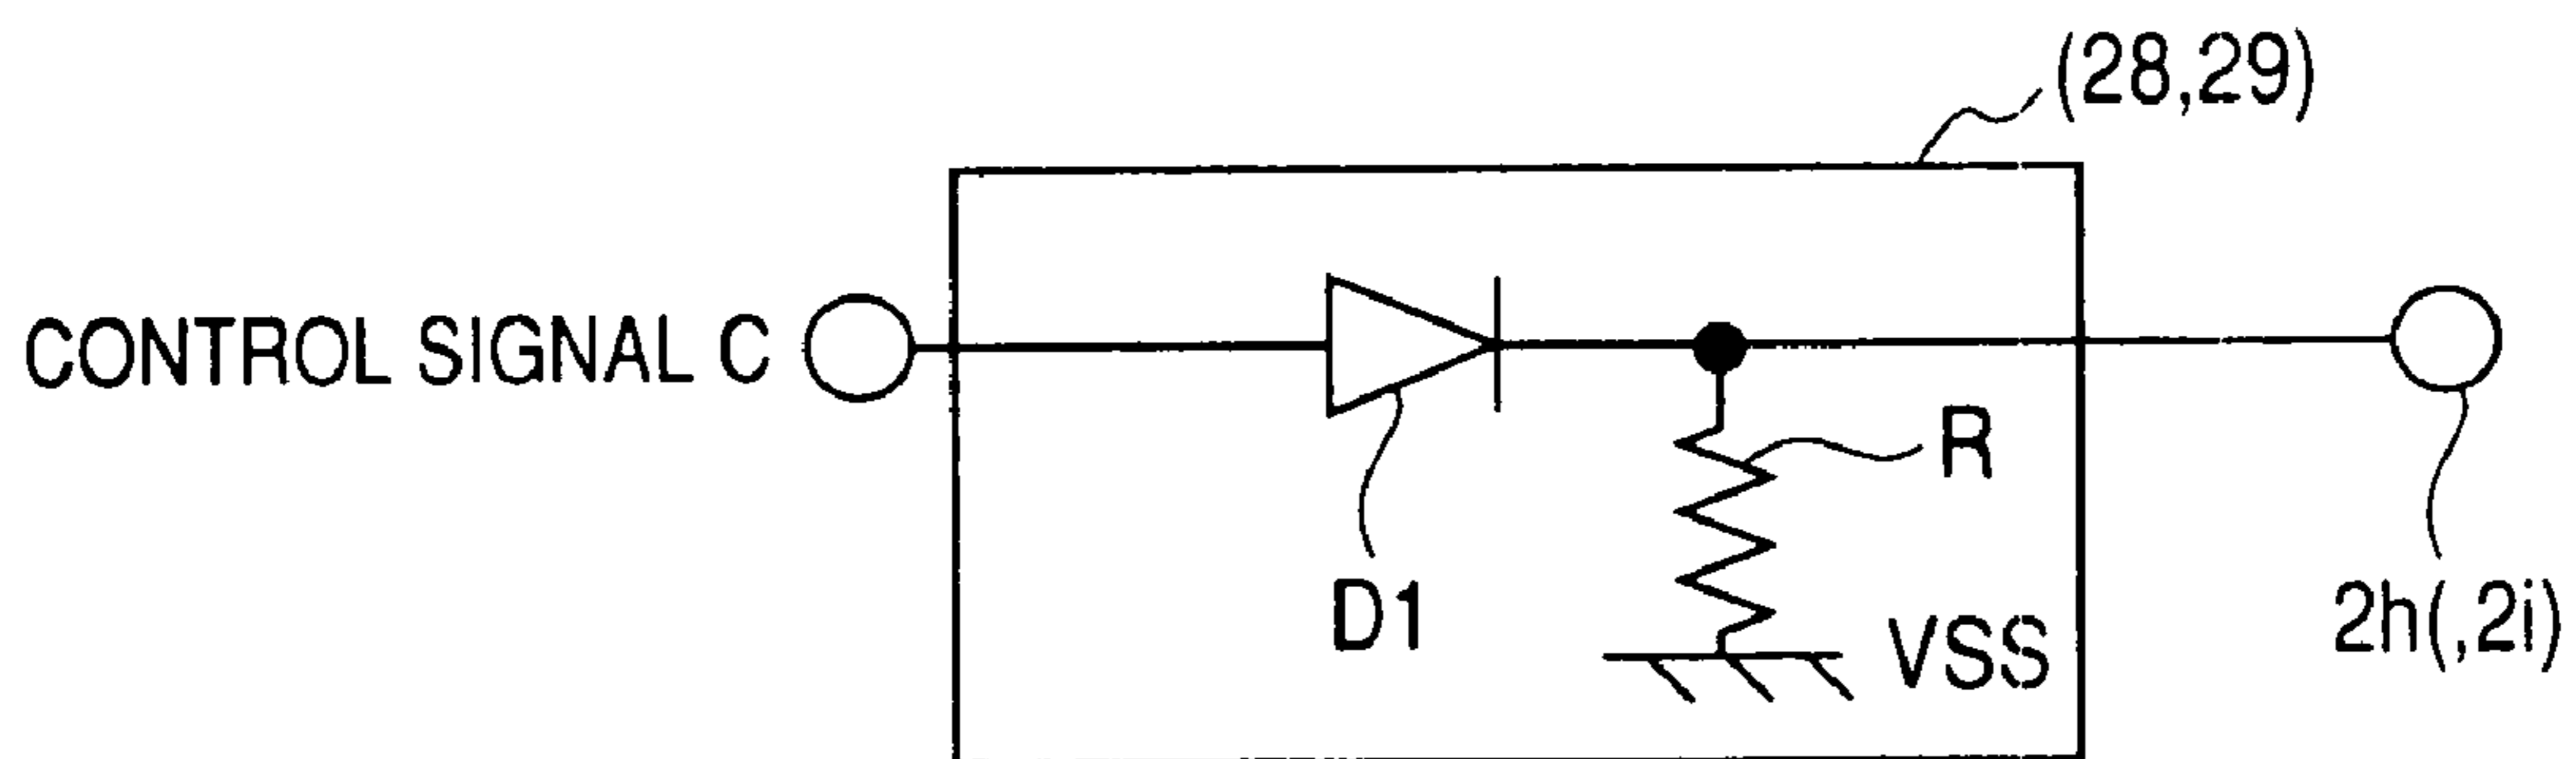 (28,29)
CONTROL SIGNAL C
R
D1
VSS
2h(,2i)